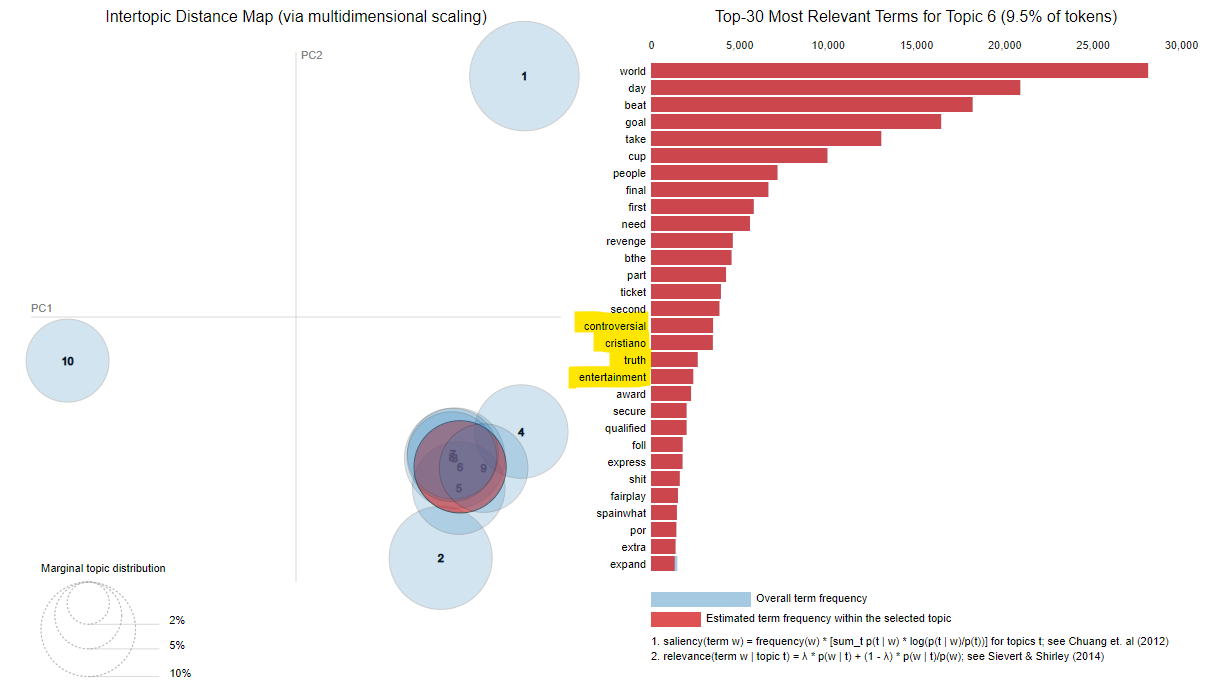 Intertopic Distance Map (via multidimensional scaling)
PC2
PC1
1
10
4
7
8
6
9
5
2
Marginal topic distribution
2%
5%
10%
Top-30 Most Relevant Terms for Topic 6 (9.5% of tokens)
0 5,000 10,000 15,000 20,000 25,000 30,000
world
day
beat
goal
take
cup
people
final
first
need
revenge
bthe
part
ticket
second
controversial
cristiano
truth
entertainment
award
secure
qualified
foll
express
shit
fairplay
spainwhat
por
extra
expand
Overall term frequency
Estimated term frequency within the selected topic
1. saliency(term w) = frequency(w) * [sum_t p(t | w) * log(p(t | w)/p(t))] for topics t; see Chuang et. al (2012)
2. relevance(term w | topic t) = λ * p(w | t) + (1 - λ) * p(w | t)/p(w); see Sievert & Shirley (2014)